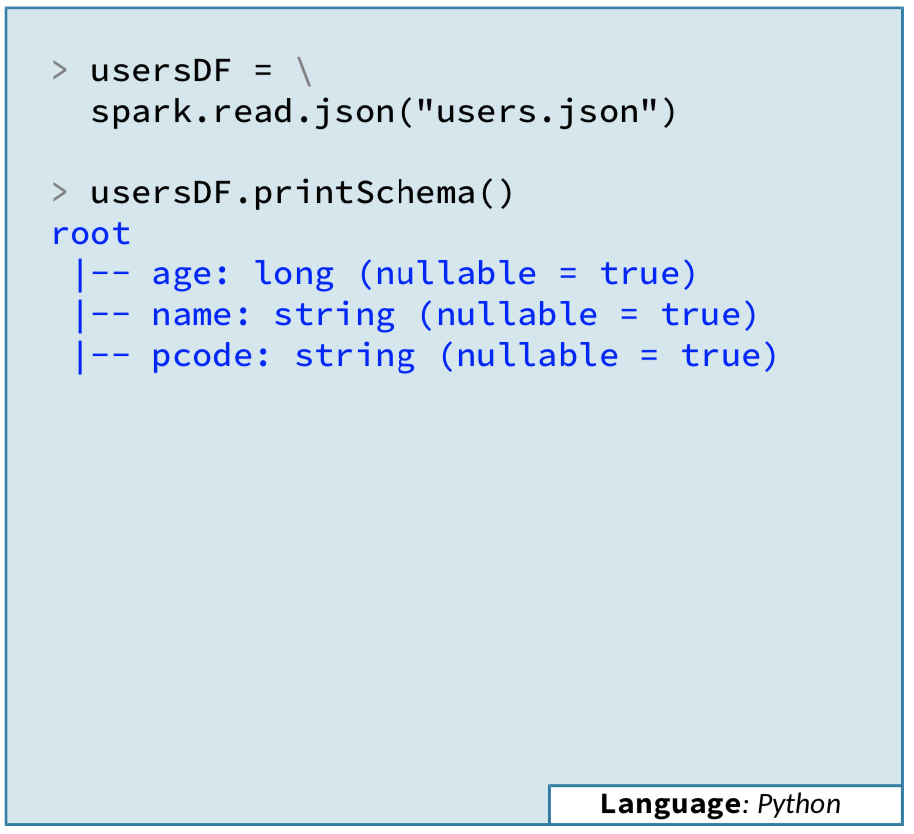 > usersDF = \
  spark.read.json("users.json")
> usersDF.printSchema()
root
 |-- age: long (nullable = true)
 |-- name: string (nullable = true)
 |-- pcode: string (nullable = true)
Language: Python